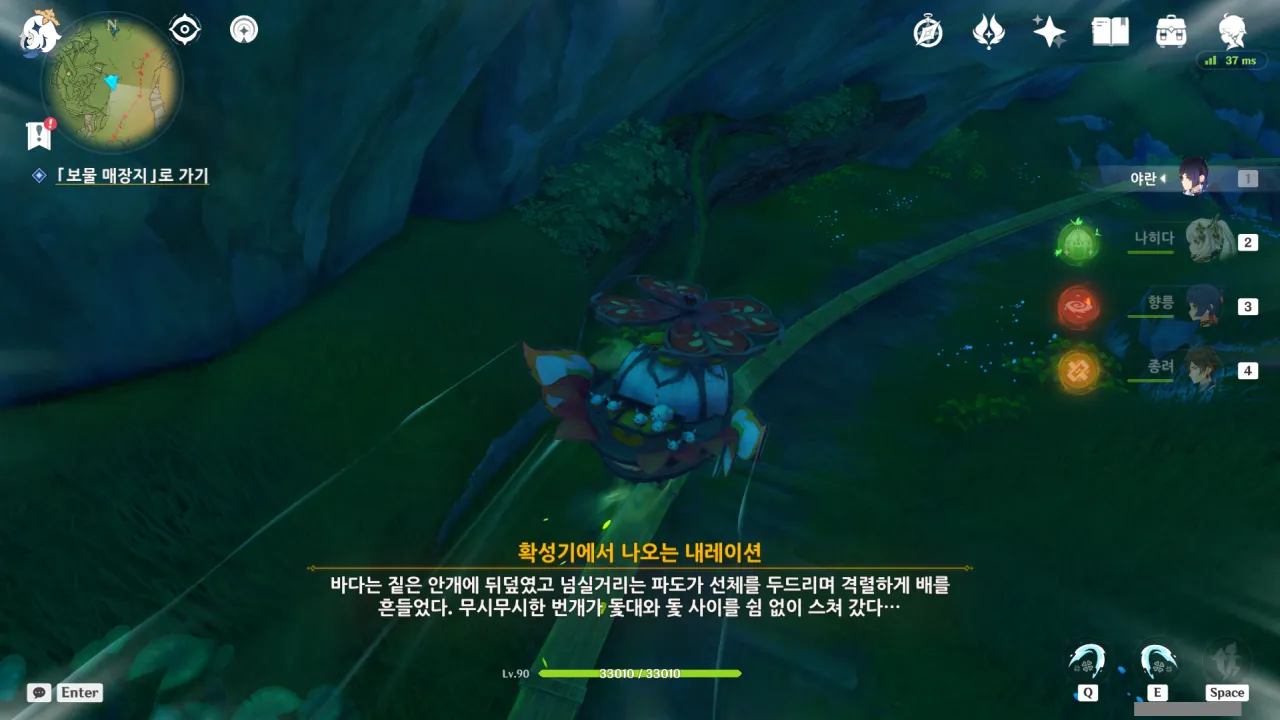 N
37 ms
「보물 매장지」로 가기
야란
1
나히다
2
향릉
3
종려
4
확성기에서 나오는 내레이션
바다는 짙은 안개에 뒤덮였고 넘실거리는 파도가 선체를 두드리며 격렬하게 배를
흔들었다. 무시무시한 번개가 돛대와 돛 사이를 쉼 없이 스쳐 갔다…
Lv.90
33010 / 33010
Enter
Q
E
Space